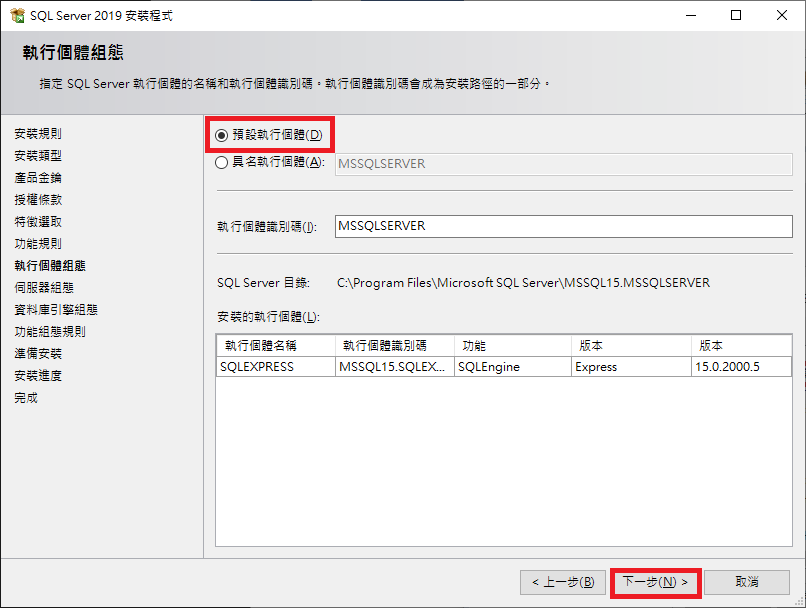 SQL Server 2019 安裝程式
執行個體組態
指定 SQL Server 執行個體的名稱和執行個體識別碼。執行個體識別碼會成為安裝路徑的一部分。
安裝規則
安裝類型
產品金鑰
授權條款
特徵選取
功能規則
執行個體組態
伺服器組態
資料庫引擎組態
功能組態規則
準備安裝
安裝進度
完成
預設執行個體(D)
具名執行個體(A): MSSQLSERVER
執行個體識別碼(I): MSSQLSERVER
SQL Server 目錄: C:\Program Files\Microsoft SQL Server\MSSQL15.MSSQLSERVER
安裝的執行個體(L):
執行個體名稱 執行個體識別碼 功能 版本 版本
SQLEXPRESS MSSQL15.SQLEX... SQLEngine Express 15.0.2000.5
< 上一步(B) 下一步(N) > 取消